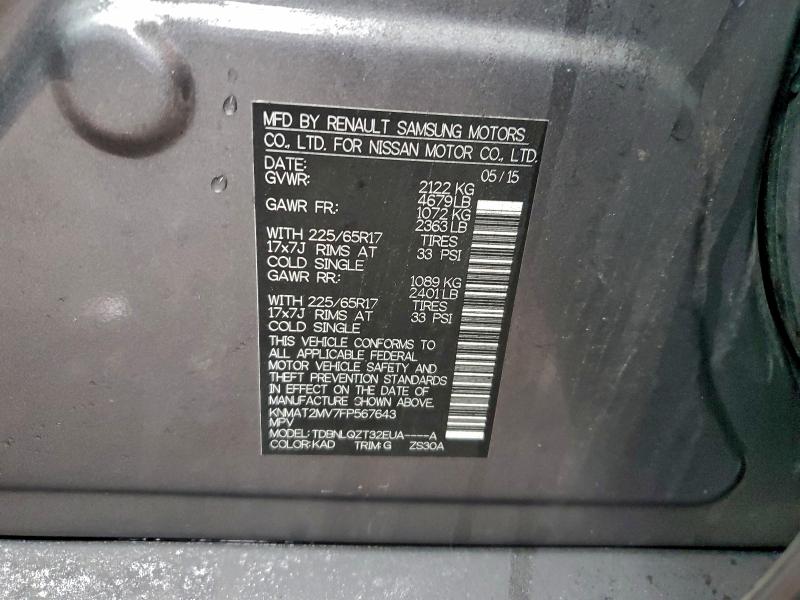 MFD BY RENAULT SAMSUNG MOTORS
CO., LTD. FOR NISSAN MOTOR CO., LTD.
DATE: 05/15
GVWR: 2122 KG
4679 LB
GAWR FR: 1072 KG
2363 LB
WITH 225/65R17 TIRES
17x7J RIMS AT 33 PSI
COLD SINGLE
GAWR RR: 1089 KG
2401 LB
WITH 225/65R17 TIRES
17x7J RIMS AT 33 PSI
COLD SINGLE
THIS VEHICLE CONFORMS TO
ALL APPLICABLE FEDERAL
MOTOR VEHICLE SAFETY AND
THEFT PREVENTION STANDARDS
IN EFFECT ON THE DATE OF
MANUFACTURE SHOWN ABOVE.
KNMAT2MV7FP567643
MPV
MODEL: TDBNLQZT32EUA----A
COLOR: KAD TRIM: G ZS30A